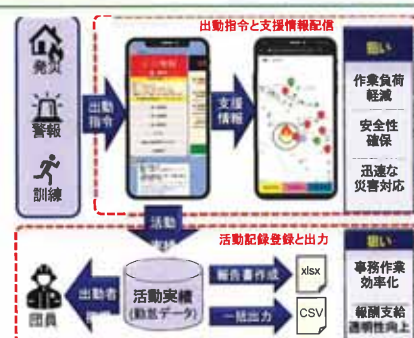 出動指令と支援情報配信
発災
警報
訓練
出動
指令
支援
情報
狙い
作業負荷
軽減
安全性
確保
迅速な
災害対応
活動
活動記録登録と出力
団員
出動者
活動実績
(勤怠データ)
報告書作成
一括出力
xlsx
CSV
狙い
事務作業
効率化
報酬支給
透明性向上